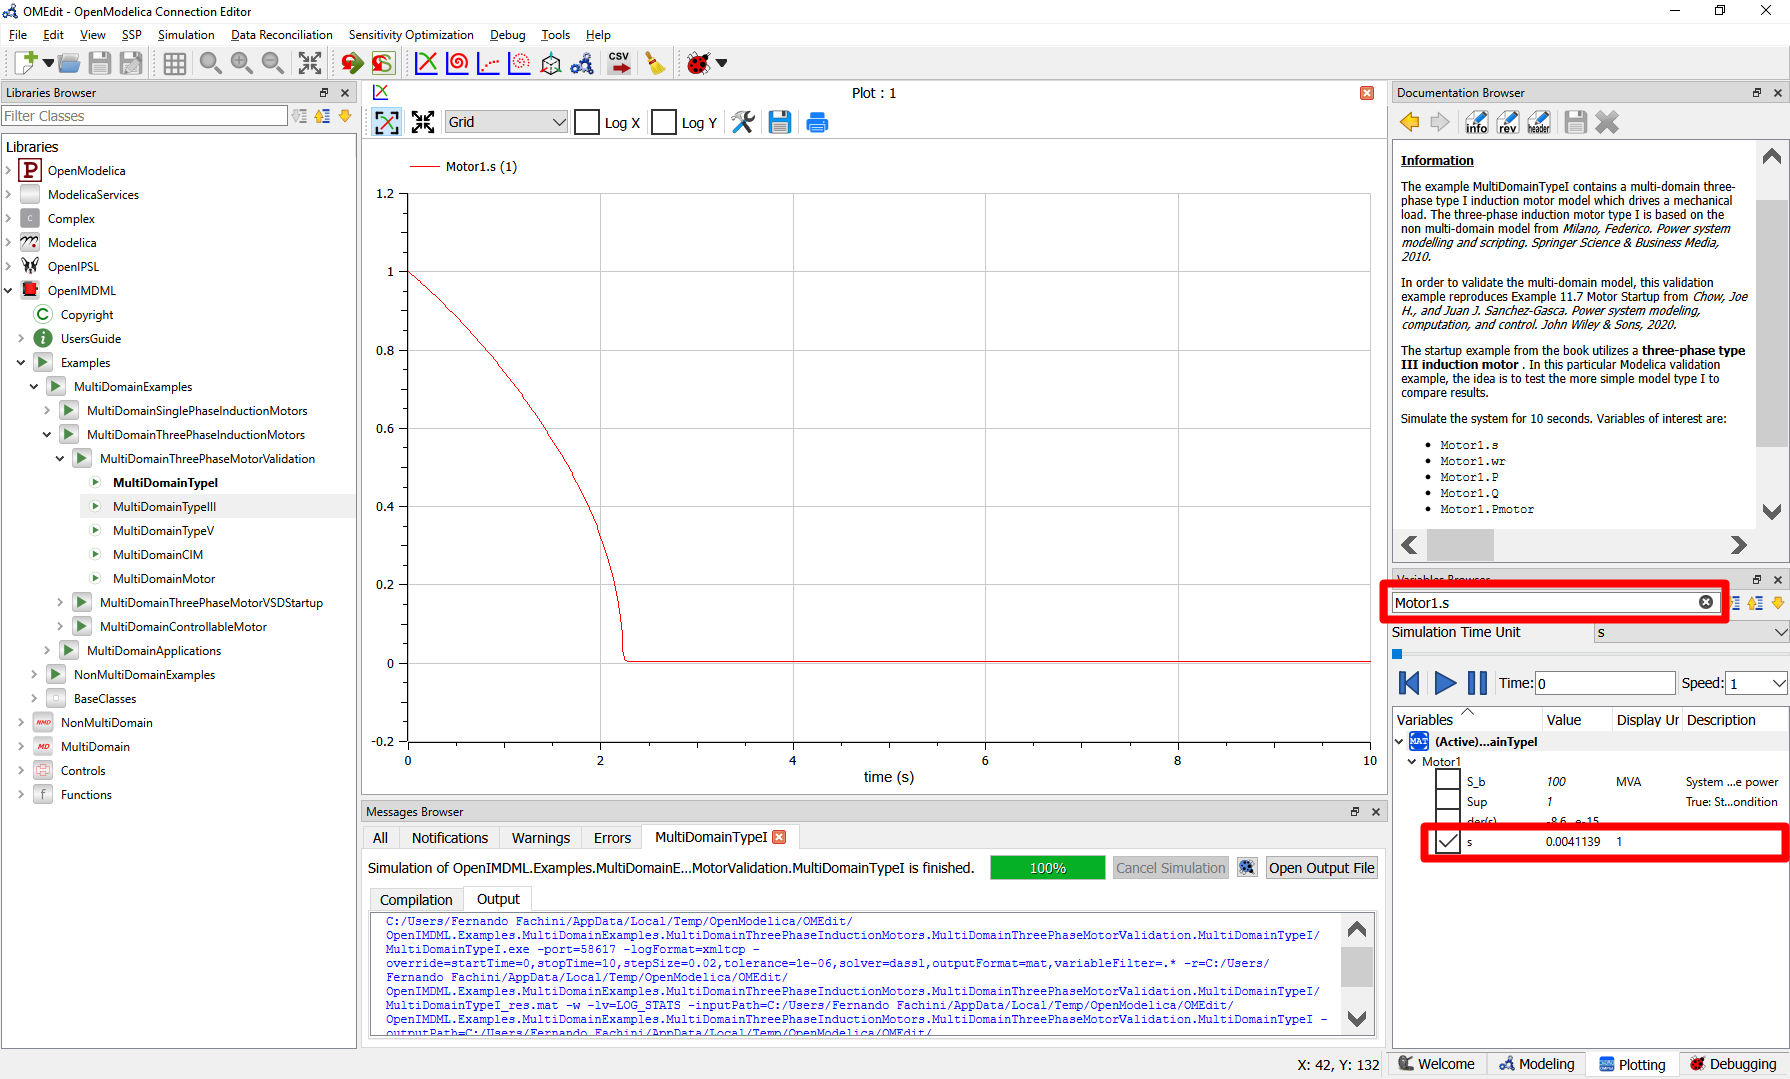 OMEdit - OpenModelica Connection Editor
File Edit View SSP Simulation Data Reconciliation Sensitivity Optimization Debug Tools Help
CSV
Libraries Browser
Filter Classes
Libraries
P OpenModelica
ModelicaServices
C Complex
Modelica
OpenIPSL
OpenIMDML
C Copyright
i UsersGuide
Examples
MultiDomainExamples
MultiDomainSinglePhaseInductionMotors
MultiDomainThreePhaseInductionMotors
MultiDomainThreePhaseMotorValidation
MultiDomainTypeI
MultiDomainTypeIII
MultiDomainTypeV
MultiDomainCIM
MultiDomainMotor
MultiDomainThreePhaseMotorVSDStartup
MultiDomainControllableMotor
MultiDomainApplications
NonMultiDomainExamples
BaseClasses
NMD NonMultiDomain
MD MultiDomain
Controls
f Functions
Plot : 1
Grid Log X Log Y
Motor1.s (1)
1.2
1
0.8
0.6
0.4
0.2
0
-0.2
0 2 4 6 8 10
time (s)
Messages Browser
All Notifications Warnings Errors MultiDomainTypeI
Simulation of OpenIMDML.Examples.MultiDomainE...MotorValidation.MultiDomainTypeI is finished. 100% Cancel Simulation Open Output File
Compilation Output
C:/Users/Fernando Fachini/AppData/Local/Temp/OpenModelica/OMEdit/
OpenIMDML.Examples.MultiDomainExamples.MultiDomainThreePhaseInductionMotors.MultiDomainThreePhaseMotorValidation.MultiDomainTypeI/
MultiDomainTypeI.exe -port=58617 -logFormat=xmltcp -
override=startTime=0,stopTime=10,stepSize=0.02,tolerance=1e-06,solver=dassl,outputFormat=mat,variableFilter=.* -r=C:/Users/
Fernando Fachini/AppData/Local/Temp/OpenModelica/OMEdit/
OpenIMDML.Examples.MultiDomainExamples.MultiDomainThreePhaseInductionMotors.MultiDomainThreePhaseMotorValidation.MultiDomainTypeI/
MultiDomainTypeI_res.mat -w -lv=LOG_STATS -inputPath=C:/Users/Fernando Fachini/AppData/Local/Temp/OpenModelica/OMEdit/
OpenIMDML.Examples.MultiDomainExamples.MultiDomainThreePhaseInductionMotors.MultiDomainThreePhaseMotorValidation.MultiDomainTypeI -
outputPath=C:/Users/Fernando Fachini/AppData/Local/Temp/OpenModelica/OMEdit/
Documentation Browser
info rev header
Information
The example MultiDomainTypeI contains a multi-domain three-
phase type I induction motor model which drives a mechanical
load. The three-phase induction motor type I is based on the
non multi-domain model from Milano, Federico. Power system
modelling and scripting. Springer Science & Business Media,
2010.
In order to validate the multi-domain model, this validation
example reproduces Example 11.7 Motor Startup from Chow, Joe
H., and Juan J. Sanchez-Gasca. Power system modeling,
computation, and control. John Wiley & Sons, 2020.
The startup example from the book utilizes a three-phase type
III induction motor . In this particular Modelica validation
example, the idea is to test the more simple model type I to
compare results.
Simulate the system for 10 seconds. Variables of interest are:
Motor1.s
Motor1.wr
Motor1.P
Motor1.Q
Motor1.Pmotor
Variables Browser
Motor1.s
Simulation Time Unit s
Time: 0 Speed: 1
Variables Value Display Ur Description
MAT (Active)...ainTypeI
Motor1
S_b 100 MVA System ...e power
Sup 1 True: St...ondition
der(s) -8.6...e-15
s 0.0041139 1
X: 42, Y: 132 Welcome Modeling Plotting Debugging